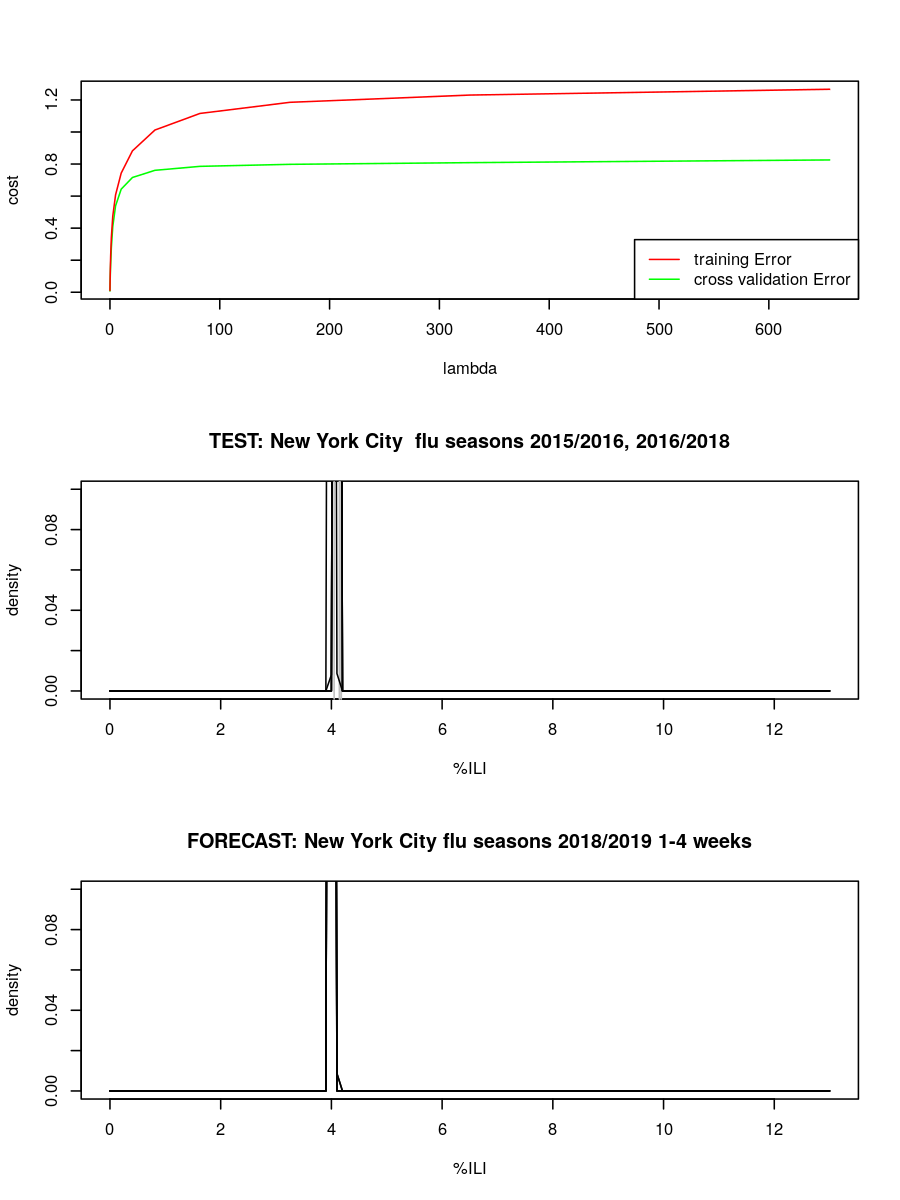 cost
0.0
0.4
0.8
1.2
training Error
cross validation Error
0 100 200 300 400 500 600
lambda
TEST: New York City  flu seasons 2015/2016, 2016/2018
density
0.00
0.04
0.08
0 2 4 6 8 10 12
%ILI
FORECAST: New York City flu seasons 2018/2019 1-4 weeks
density
0.00
0.04
0.08
0 2 4 6 8 10 12
%ILI